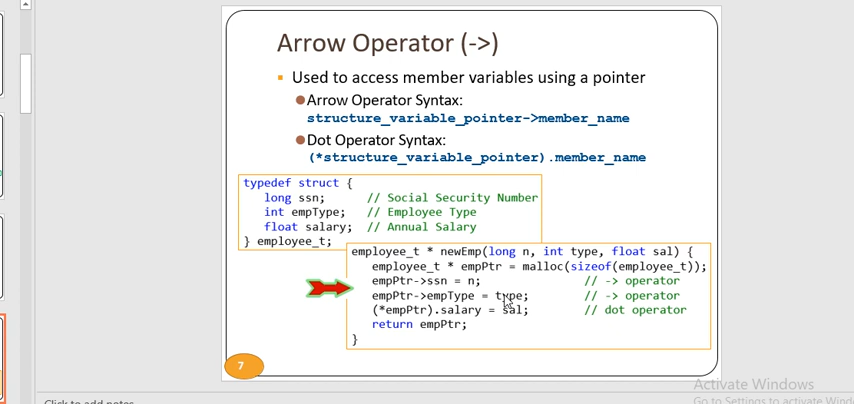 Arrow Operator (->)
Used to access member variables using a pointer
Arrow Operator Syntax:
structure_variable_pointer->member_name
Dot Operator Syntax:
(*structure_variable_pointer).member_name
typedef struct {
long ssn; // Social Security Number
int empType; // Employee Type
float salary; // Annual Salary
} employee_t;
employee_t * newEmp(long n, int type, float sal) {
employee_t * empPtr = malloc(sizeof(employee_t));
empPtr->ssn = n; // -> operator
empPtr->empType = type; // -> operator
(*empPtr).salary = sal; // dot operator
return empPtr;
}
7
Activate Windows
Go to Settings to activate Windo
Click to add notes